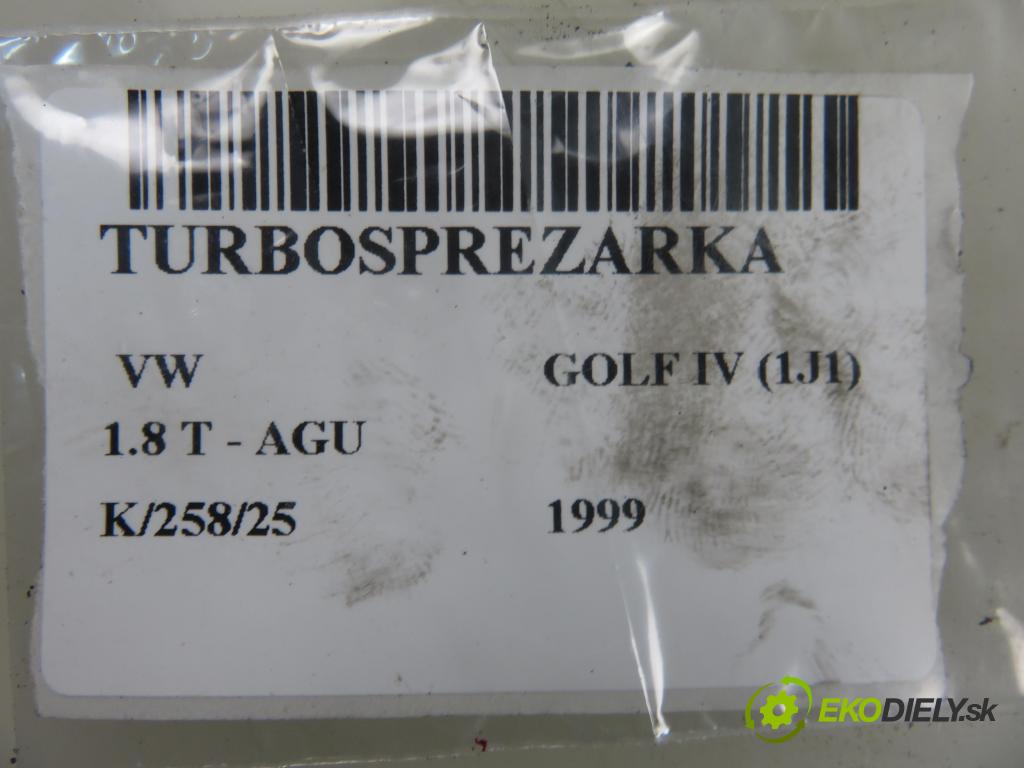 TURBOSPREZARKA
VW GOLF IV (1J1)
1.8 T - AGU
K/258/25 1999
EKODIELY.sk